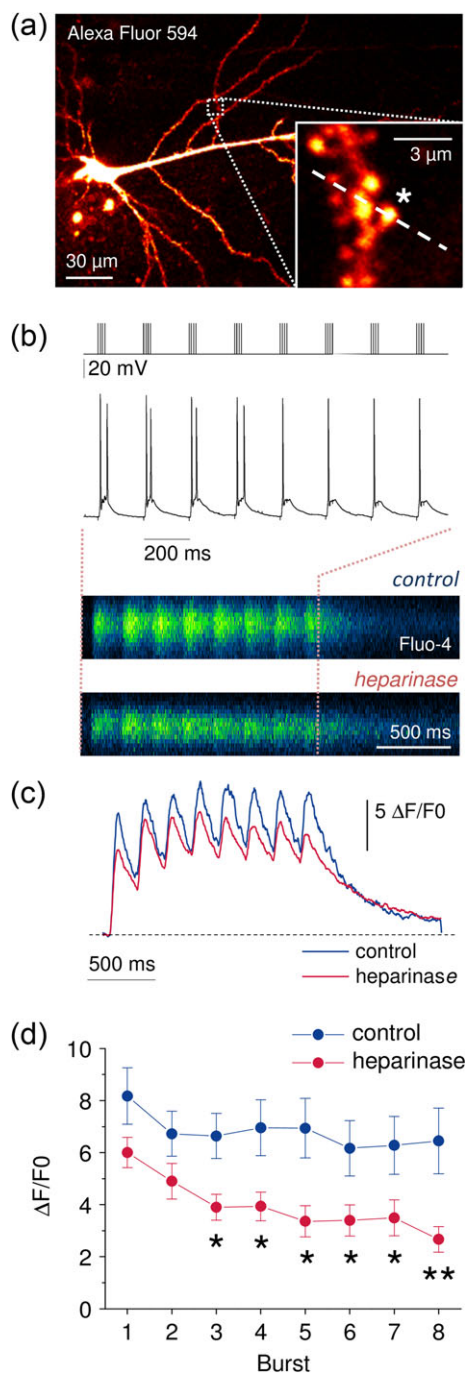 (a)
Alexa Fluor 594
3 μm
*
30 μm
(b)
20 mV
200 ms
control
Fluo-4
heparinase
500 ms
(c)
5 ΔF/F0
500 ms
control
heparinase
(d)
control
heparinase
10
8
6
4
2
0
ΔF/F0
* * * * * **
1 2 3 4 5 6 7 8
Burst